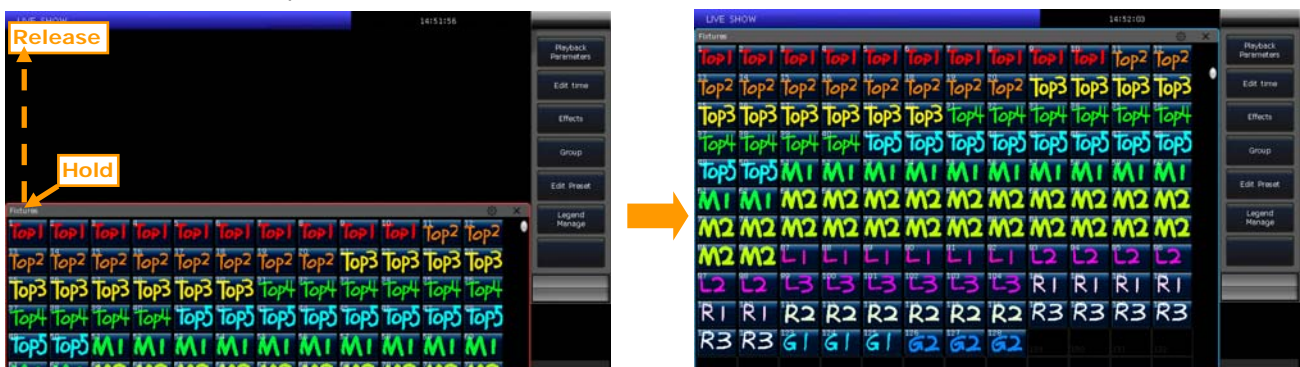 LIVE SHOW
14:51:56
Release
Hold
Playback Parameters
Edit time
Effects
Group
Edit Preset
Legend Manage
Fixtures
Top1 Top1 Top1 Top1 Top1 Top1 Top1 Top1 Top1 Top1 Top2 Top2
Top2 Top2 Top2 Top2 Top2 Top2 Top2 Top2 Top3 Top3 Top3 Top3
Top3 Top3 Top3 Top3 Top3 Top3 Top4 Top4 Top4 Top4 Top4 Top4
Top4 Top4 Top4 Top4 Top5 Top5 Top5 Top5 Top5 Top5 Top5 Top5
Top5 Top5 M1 M1 M1 M1 M1 M1 M1 M1 M1 M1
LIVE SHOW
14:52:03
Playback Parameters
Edit time
Effects
Group
Edit Preset
Legend Manage
Fixtures
Top1 Top1 Top1 Top1 Top1 Top1 Top1 Top1 Top1 Top1 Top2 Top2
Top2 Top2 Top2 Top2 Top2 Top2 Top2 Top2 Top3 Top3 Top3 Top3
Top3 Top3 Top3 Top3 Top3 Top3 Top4 Top4 Top4 Top4 Top4 Top4
Top4 Top4 Top4 Top4 Top5 Top5 Top5 Top5 Top5 Top5 Top5 Top5
Top5 Top5 M1 M1 M1 M1 M1 M1 M1 M1 M1 M1
M1 M1 M2 M2 M2 M2 M2 M2 M2 M2 M2 M2
M2 M2 M2 M2 M2 M2 M2 M2 M2 M2 M2 M2
M2 M2 L1 L1 L1 L1 L1 L1 L2 L2 L2 L2
L2 L2 L3 L3 L3 L3 L3 L3 R1 R1 R1 R1
R1 R1 R2 R2 R2 R2 R2 R2 R3 R3 R3 R3
R3 R3 G1 G1 G1 G2 G2 G2